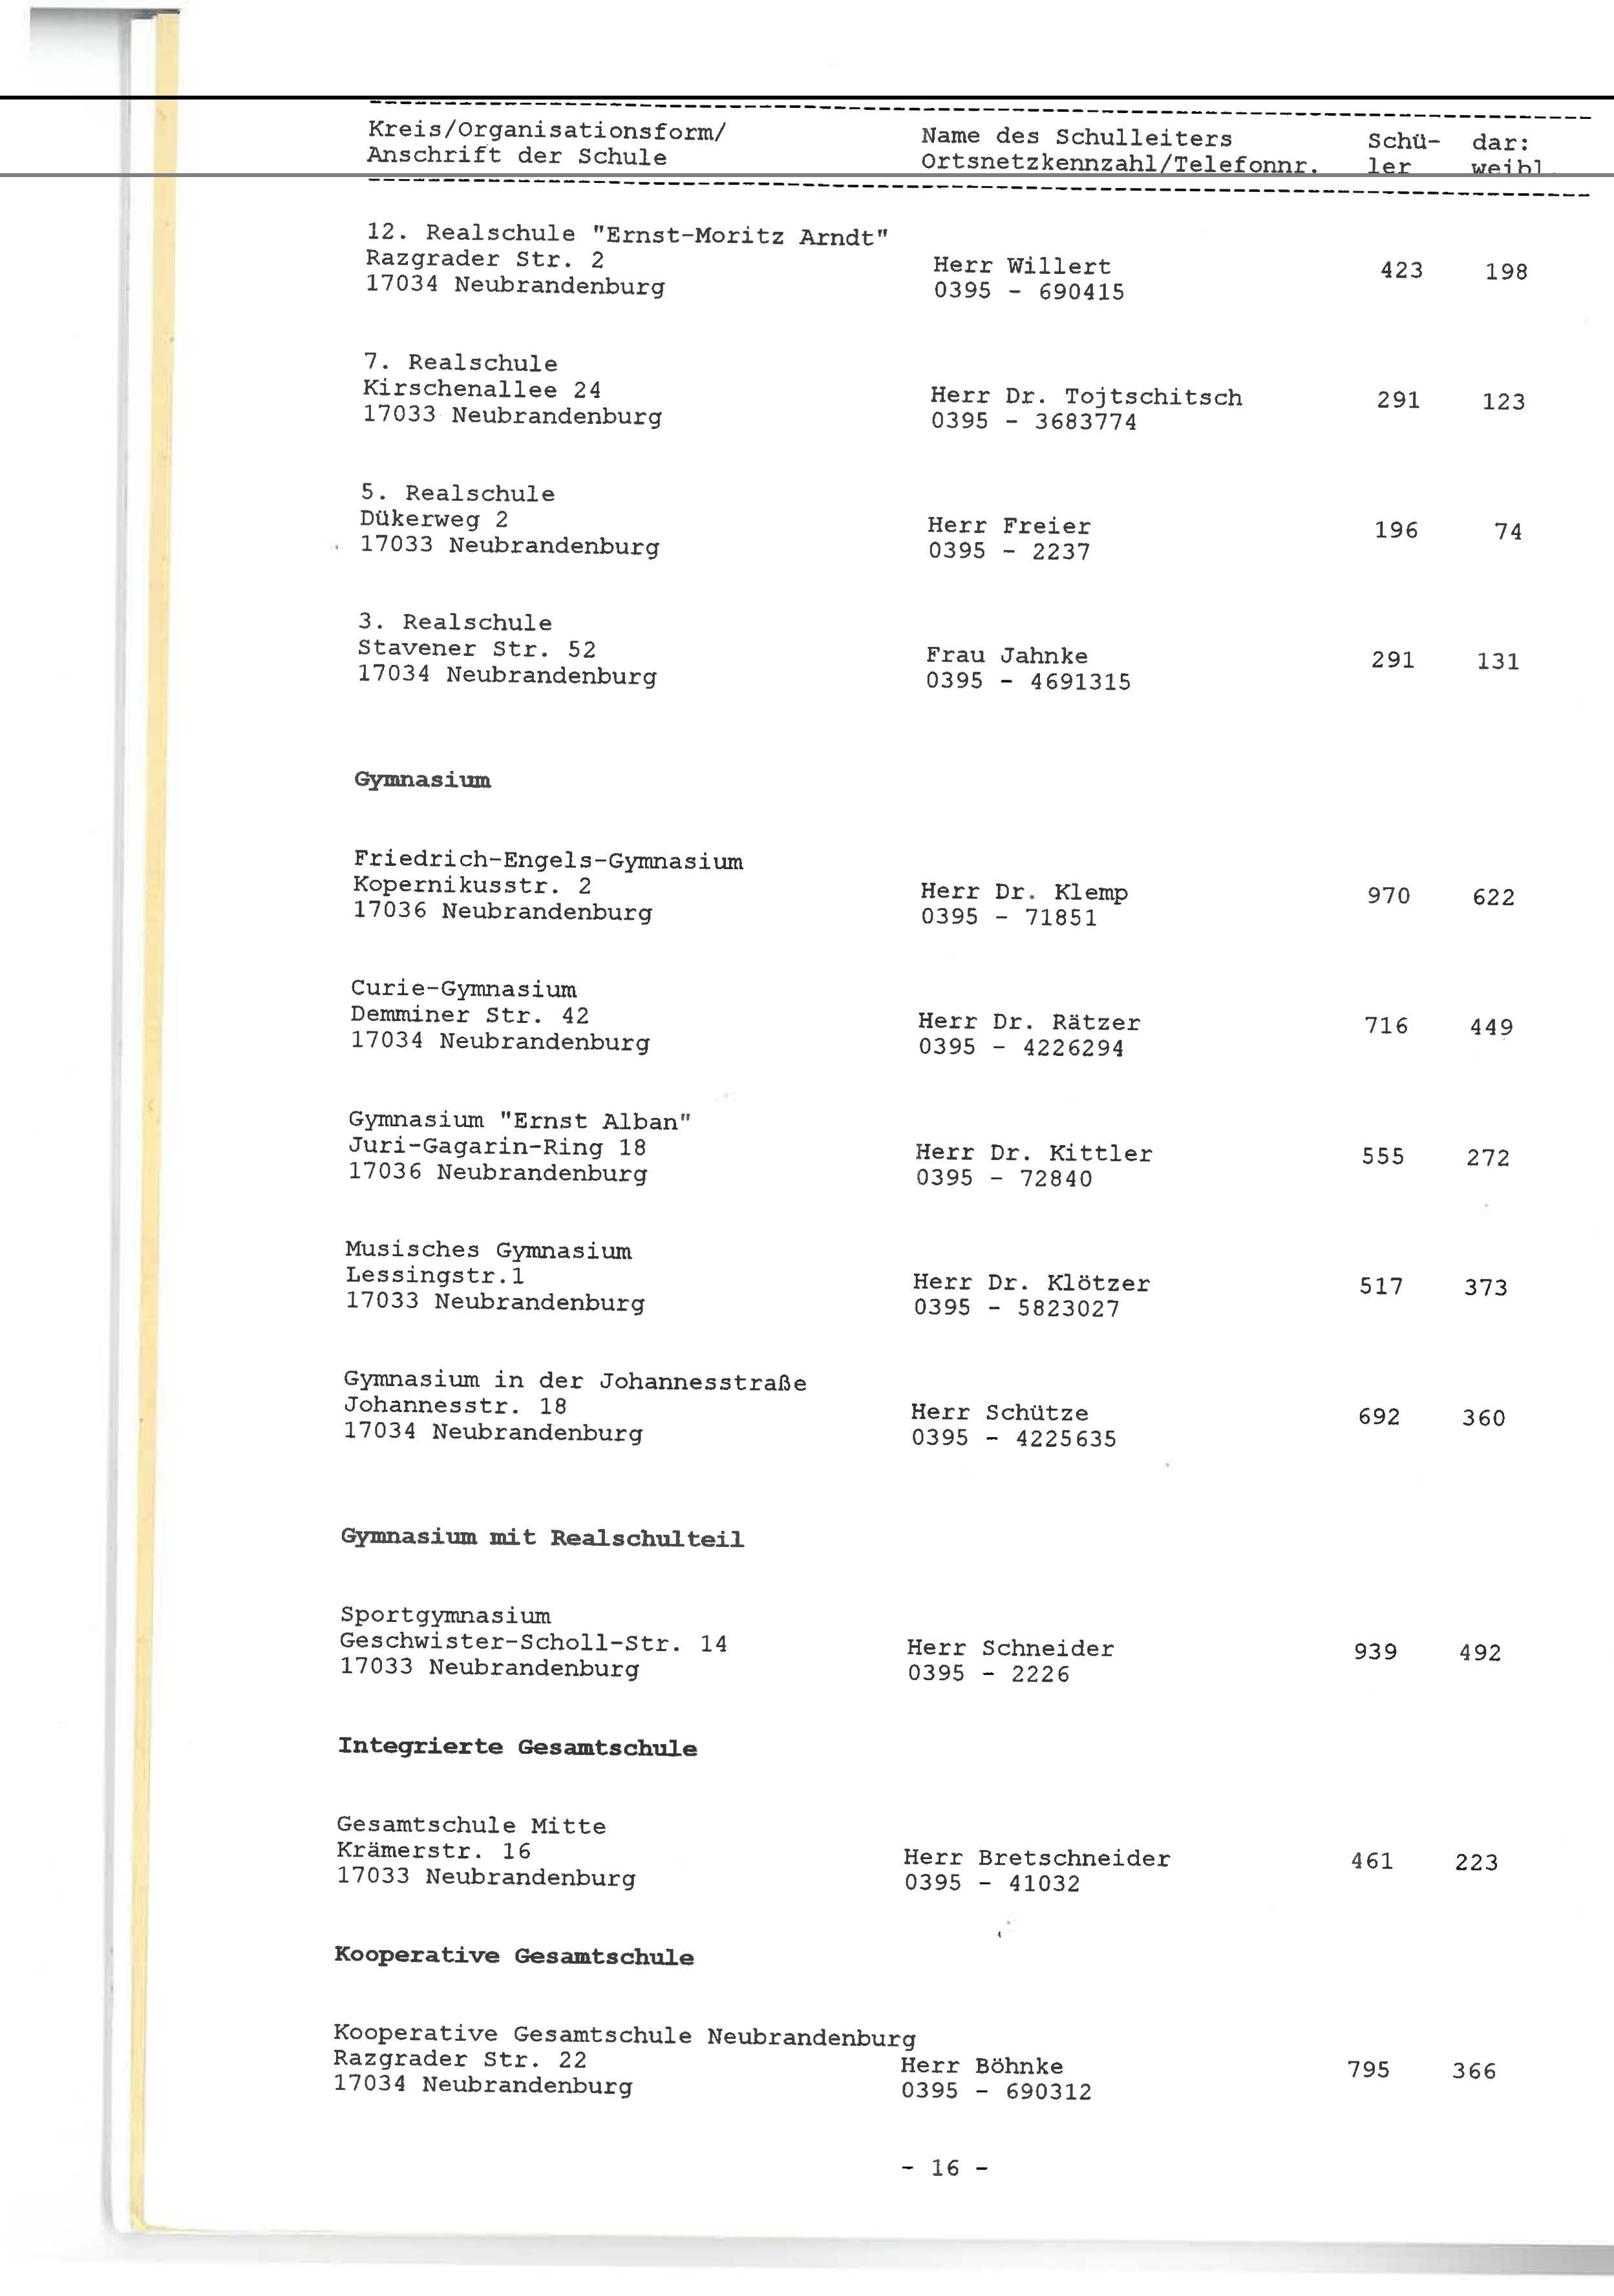 Kreis/Organisationsform/ Name des Schulleiters Schü- dar:
Anschrift der Schule Ortsnetzkennzahl/Telefonnr. ler weibl.
12. Realschule "Ernst-Moritz Arndt"
Razgrader Str. 2 Herr Willert 423 198
17034 Neubrandenburg 0395 - 690415
7. Realschule
Kirschenallee 24 Herr Dr. Tojtschitsch 291 123
17033 Neubrandenburg 0395 - 3683774
5. Realschule
Dükerweg 2 Herr Freier 196 74
17033 Neubrandenburg 0395 - 2237
3. Realschule
Stavener Str. 52 Frau Jahnke 291 131
17034 Neubrandenburg 0395 - 4691315
Gymnasium
Friedrich-Engels-Gymnasium
Kopernikusstr. 2 Herr Dr. Klemp 970 622
17036 Neubrandenburg 0395 - 71851
Curie-Gymnasium
Demminer Str. 42 Herr Dr. Rätzer 716 449
17034 Neubrandenburg 0395 - 4226294
Gymnasium "Ernst Alban"
Juri-Gagarin-Ring 18 Herr Dr. Kittler 555 272
17036 Neubrandenburg 0395 - 72840
Musisches Gymnasium
Lessingstr.1 Herr Dr. Klötzer 517 373
17033 Neubrandenburg 0395 - 5823027
Gymnasium in der Johannesstraße
Johannesstr. 18 Herr Schütze 692 360
17034 Neubrandenburg 0395 - 4225635
Gymnasium mit Realschulteil
Sportgymnasium
Geschwister-Scholl-Str. 14 Herr Schneider 939 492
17033 Neubrandenburg 0395 - 2226
Integrierte Gesamtschule
Gesamtschule Mitte
Krämerstr. 16 Herr Bretschneider 461 223
17033 Neubrandenburg 0395 - 41032
Kooperative Gesamtschule
Kooperative Gesamtschule Neubrandenburg
Razgrader Str. 22 Herr Böhnke 795 366
17034 Neubrandenburg 0395 - 690312
- 16 -